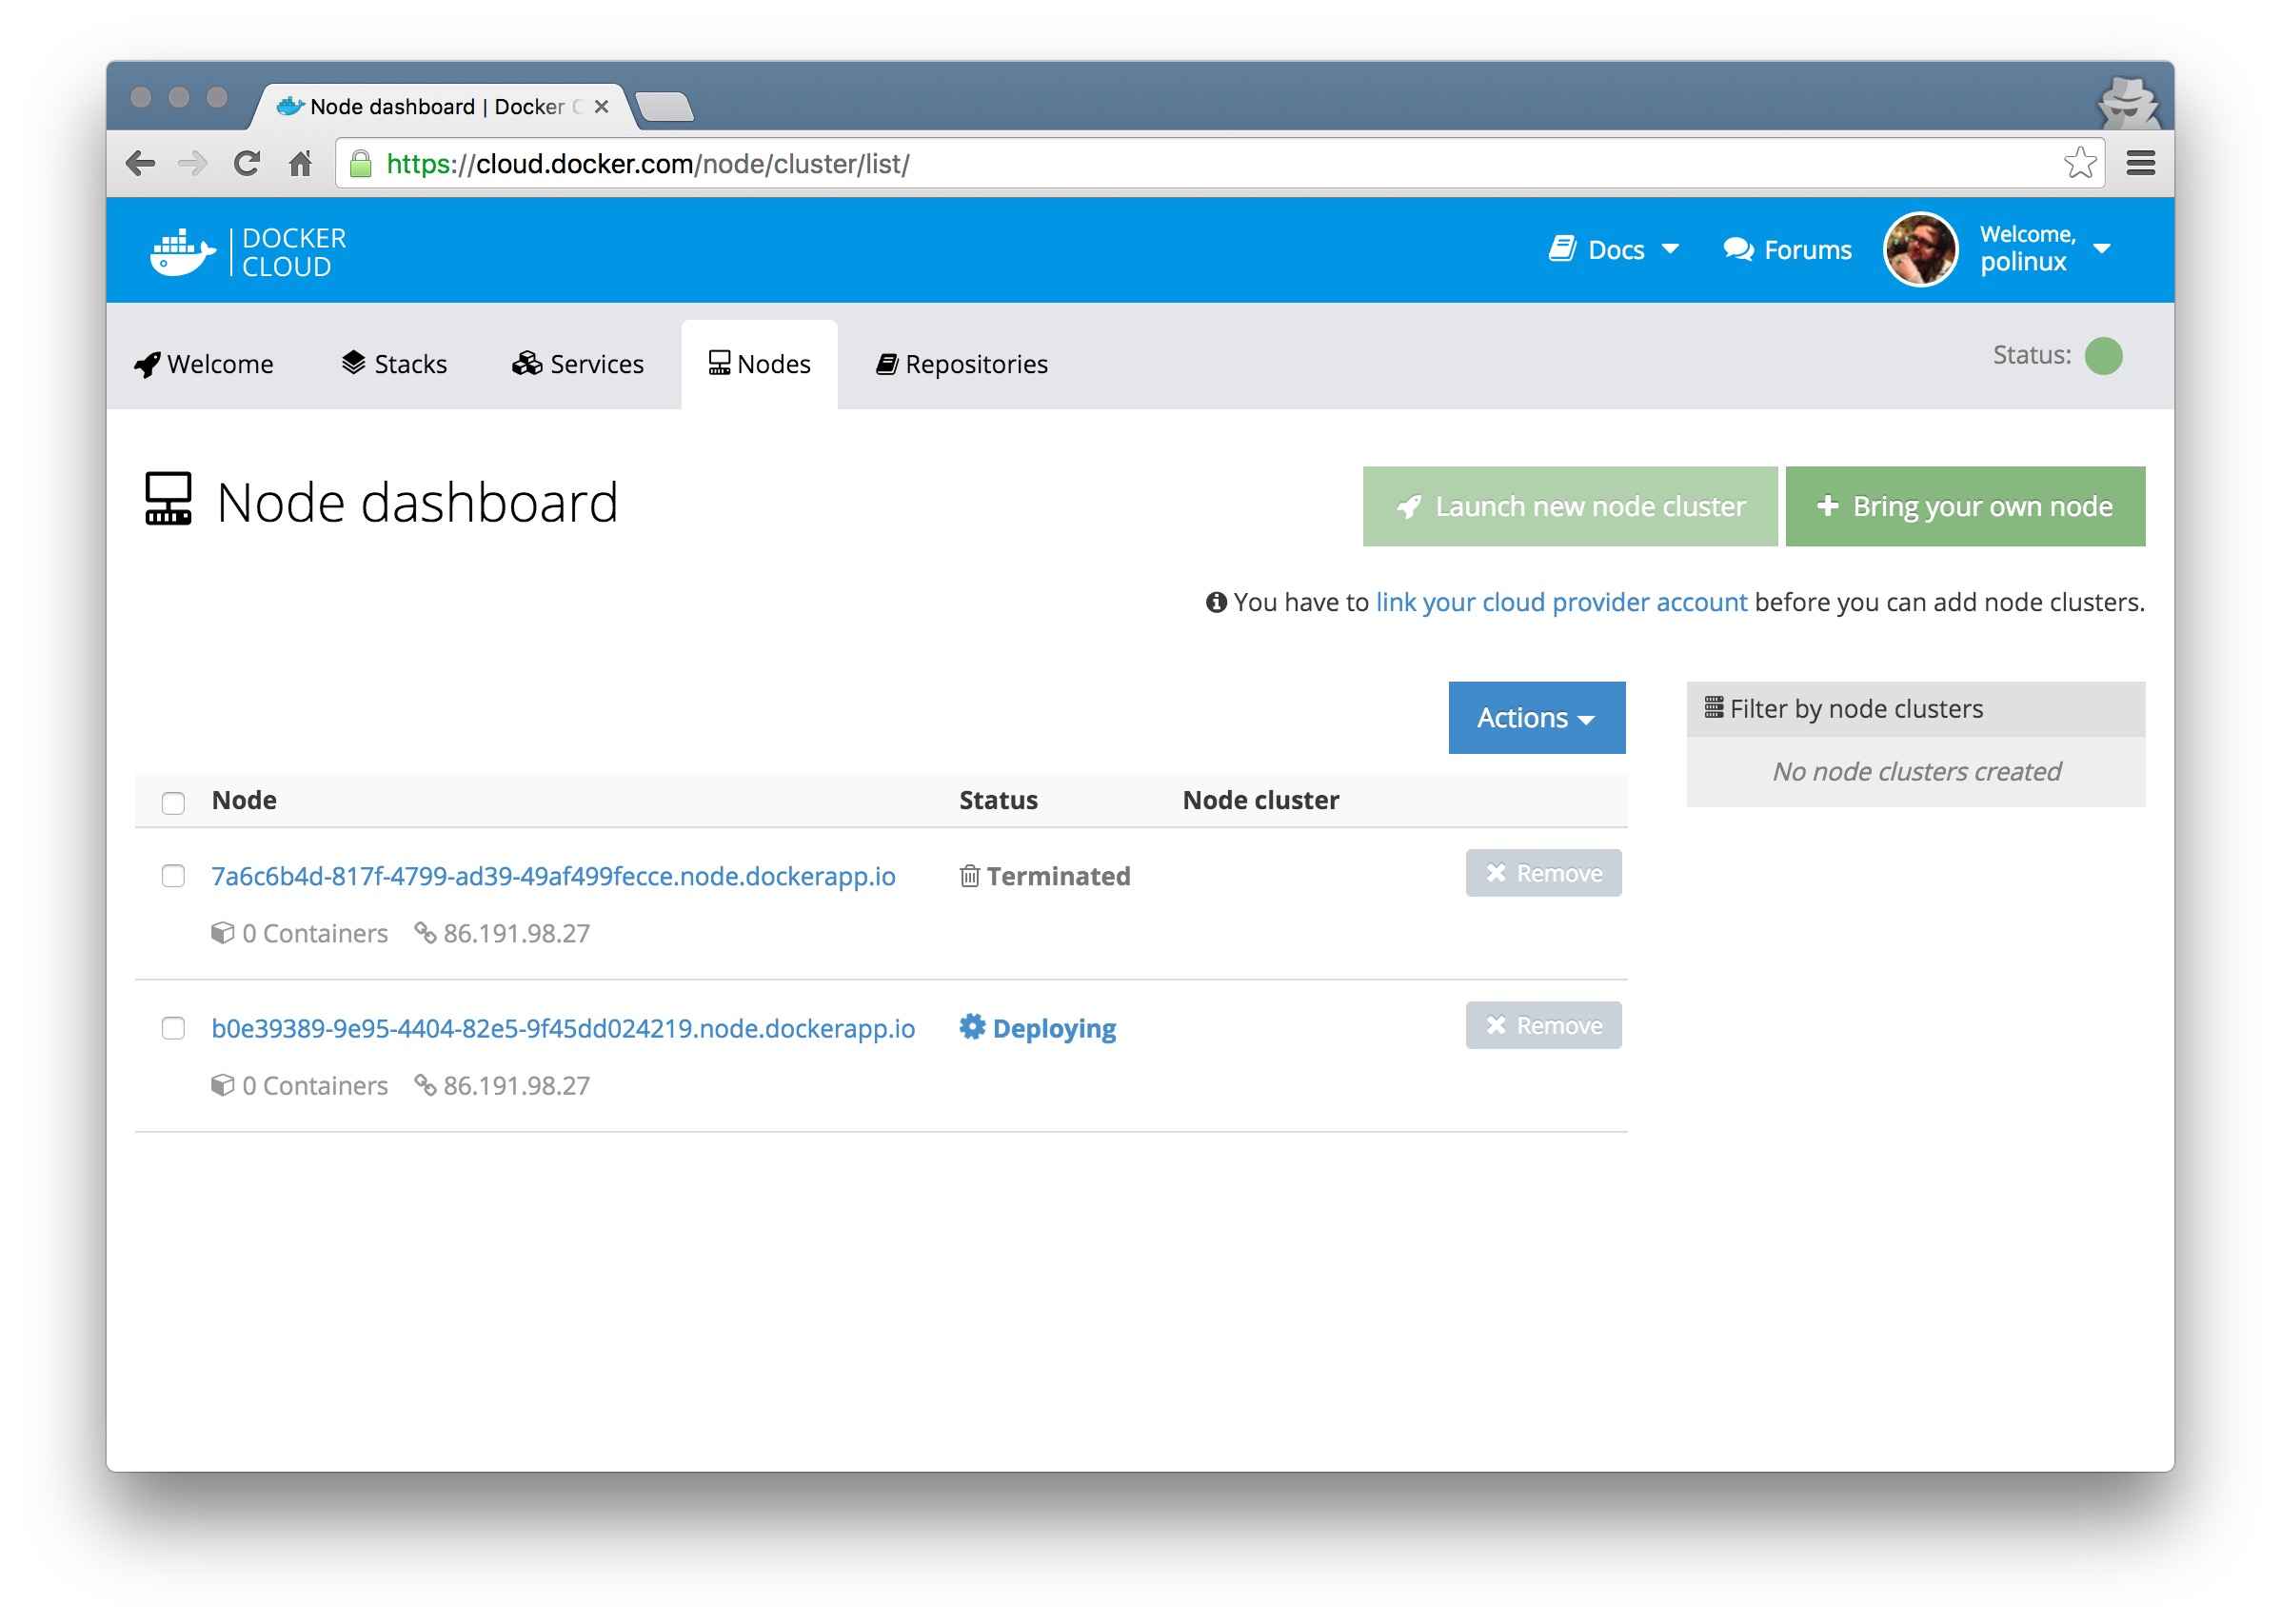 Node dashboard | Docker C
https://cloud.docker.com/node/cluster/list/
DOCKER
CLOUD
Docs
Forums
Welcome,
polinux
Welcome
Stacks
Services
Nodes
Repositories
Status:
Node dashboard
Launch new node cluster
Bring your own node
You have to link your cloud provider account before you can add node clusters.
Actions
Filter by node clusters
No node clusters created
Node Status Node cluster
7a6c6b4d-817f-4799-ad39-49af499fecce.node.dockerapp.io Terminated Remove
0 Containers 86.191.98.27
b0e39389-9e95-4404-82e5-9f45dd024219.node.dockerapp.io Deploying Remove
0 Containers 86.191.98.27